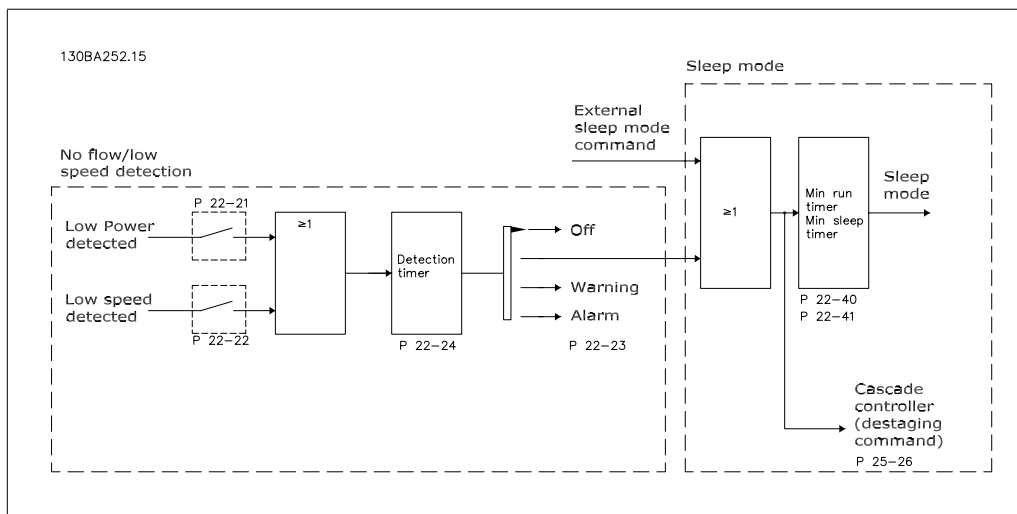 130BA252.15
Sleep mode
External
sleep mode
command
No flow/low
speed detection
P 22-21
Low Power
detected
≥1
Detection
timer
Off
≥1
Min run
timer
Min sleep
timer
Sleep
mode
Low speed
detected
P 22-22
P 22-24
Warning
Alarm
P 22-23
P 22-40
P 22-41
Cascade
controller
(destaging
command)
P 25-26